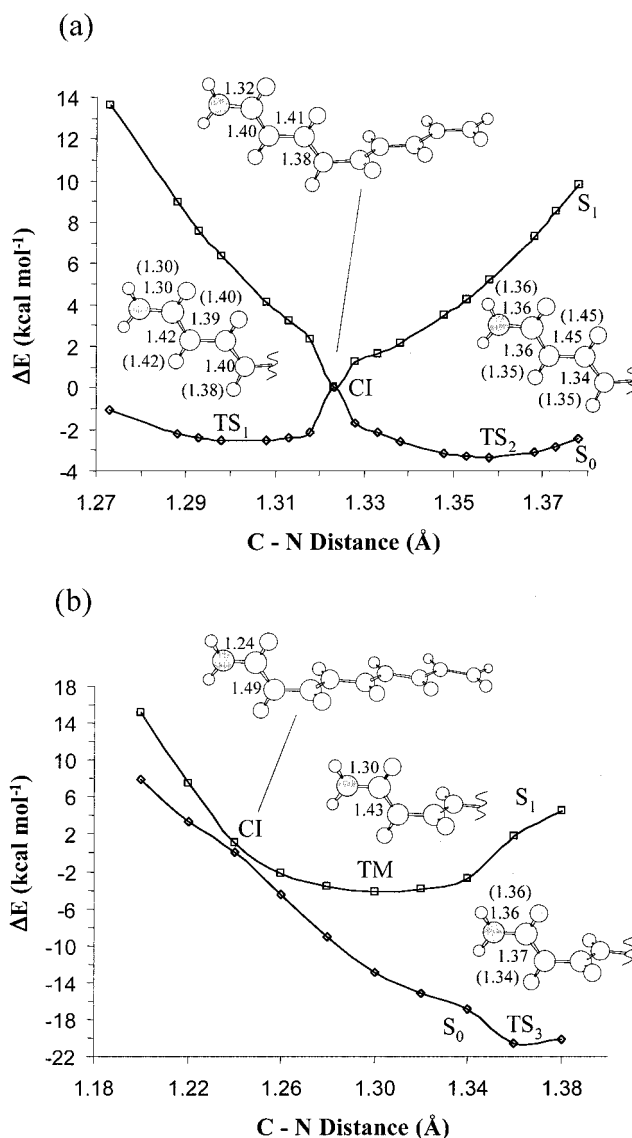 (a)
14
12
10
8
6
4
2
0
-2
-4
ΔE (kcal mol⁻¹)
1.32
1.41
1.40
1.38
S₁
(1.30)
1.30
(1.40)
1.39
1.42
(1.42)
1.40
(1.38)
(1.36)
1.36
(1.45)
1.45
1.36
(1.35)
1.34
(1.35)
CI
TS₁
TS₂
S₀
1.27 1.29 1.31 1.33 1.35 1.37
C - N Distance (Å)
(b)
18
14
10
6
2
-2
-6
-10
-14
-18
-22
ΔE (kcal mol⁻¹)
1.24
1.49
1.30
1.43
CI
TM
S₁
(1.36)
1.36
1.37
(1.34)
S₀
TS₃
1.18 1.22 1.26 1.30 1.34 1.38
C - N Distance (Å)